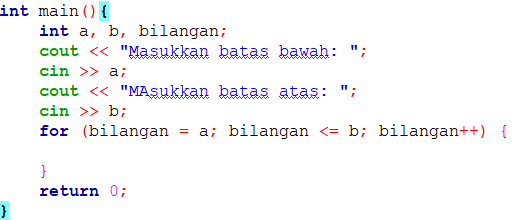 int main(){
int a, b, bilangan;
cout << "Masukkan batas bawah: ";
cin >> a;
cout << "MAsukkan batas atas: ";
cin >> b;
for (bilangan = a; bilangan <= b; bilangan++) {
}
return 0;
}